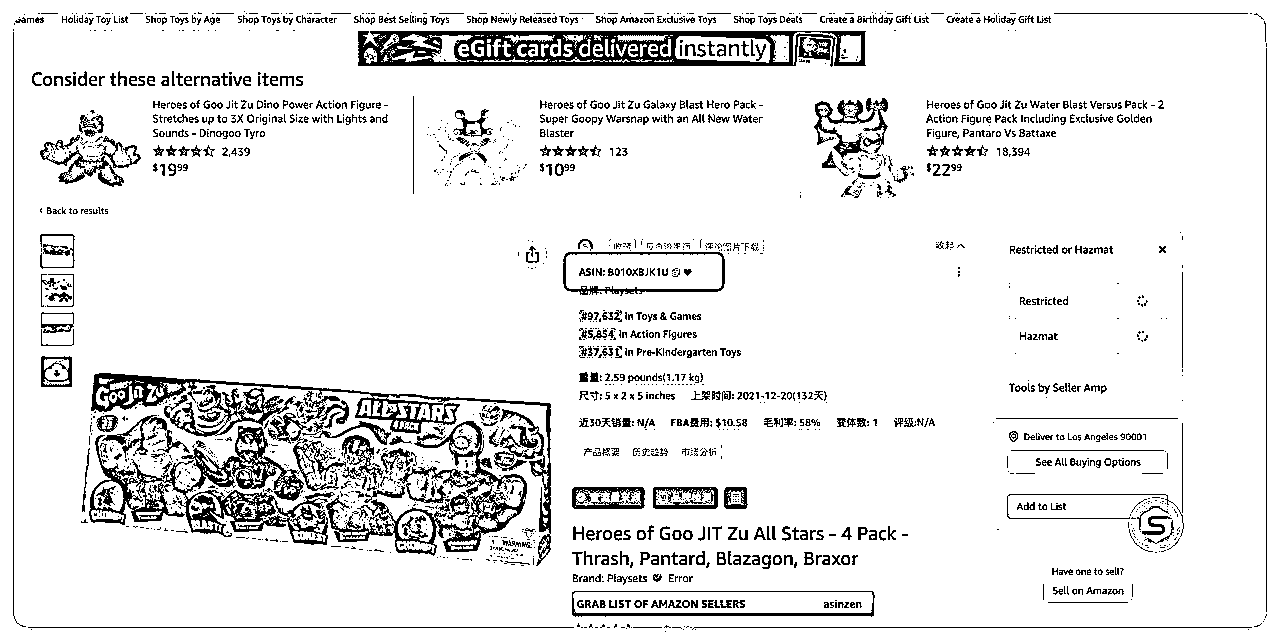 Games Holiday Toy List Shop Toys by Age Shop Toys by Character Shop Best Selling Toys Shop Newly Released Toys Shop Amazon Exclusive Toys Shop Toys Deals Create a Birthday Gift List Create a Holiday Gift List
eGift cards delivered instantly
Consider these alternative items
Heroes of Goo Jit Zu Dino Power Action Figure -
Stretches up to 3X Original Size with Lights and
Sounds - Dinogoo Tyro
2,439
$19.99
Heroes of Goo Jit Zu Galaxy Blast Hero Pack -
Super Goopy Warsnap with an All New Water
Blaster
123
$10.99
Heroes of Goo Jit Zu Water Blast Versus Pack - 2
Action Figure Pack Including Exclusive Golden
Figure, Pantaro Vs Battaxe
18,394
$22.99
‹ Back to results
评论图片下载
收起
ASIN: B010XBJK1U
品牌: Playsets
#97,632 in Toys & Games
#5,854 in Action Figures
#37,631 in Pre-Kindergarten Toys
重量: 2.59 pounds(1.17 kg)
尺寸: 5 x 2 x 5 inches 上架时间: 2021-12-20(132天)
近30天销量: N/A FBA费用: $10.58 毛利率: 58% 变体数: 1 评级:N/A
产品概要 历史趋势 市场分析
Goo Jit Zu
ALL STARS
4 PACK
WARNING
Heroes of Goo JIT Zu All Stars - 4 Pack -
Thrash, Pantard, Blazagon, Braxor
Brand: Playsets Error
GRAB LIST OF AMAZON SELLERS asinzen
Restricted or Hazmat
Restricted
Hazmat
Tools by Seller Amp
Deliver to Los Angeles 90001
See All Buying Options
Add to List
S
Have one to sell?
Sell on Amazon